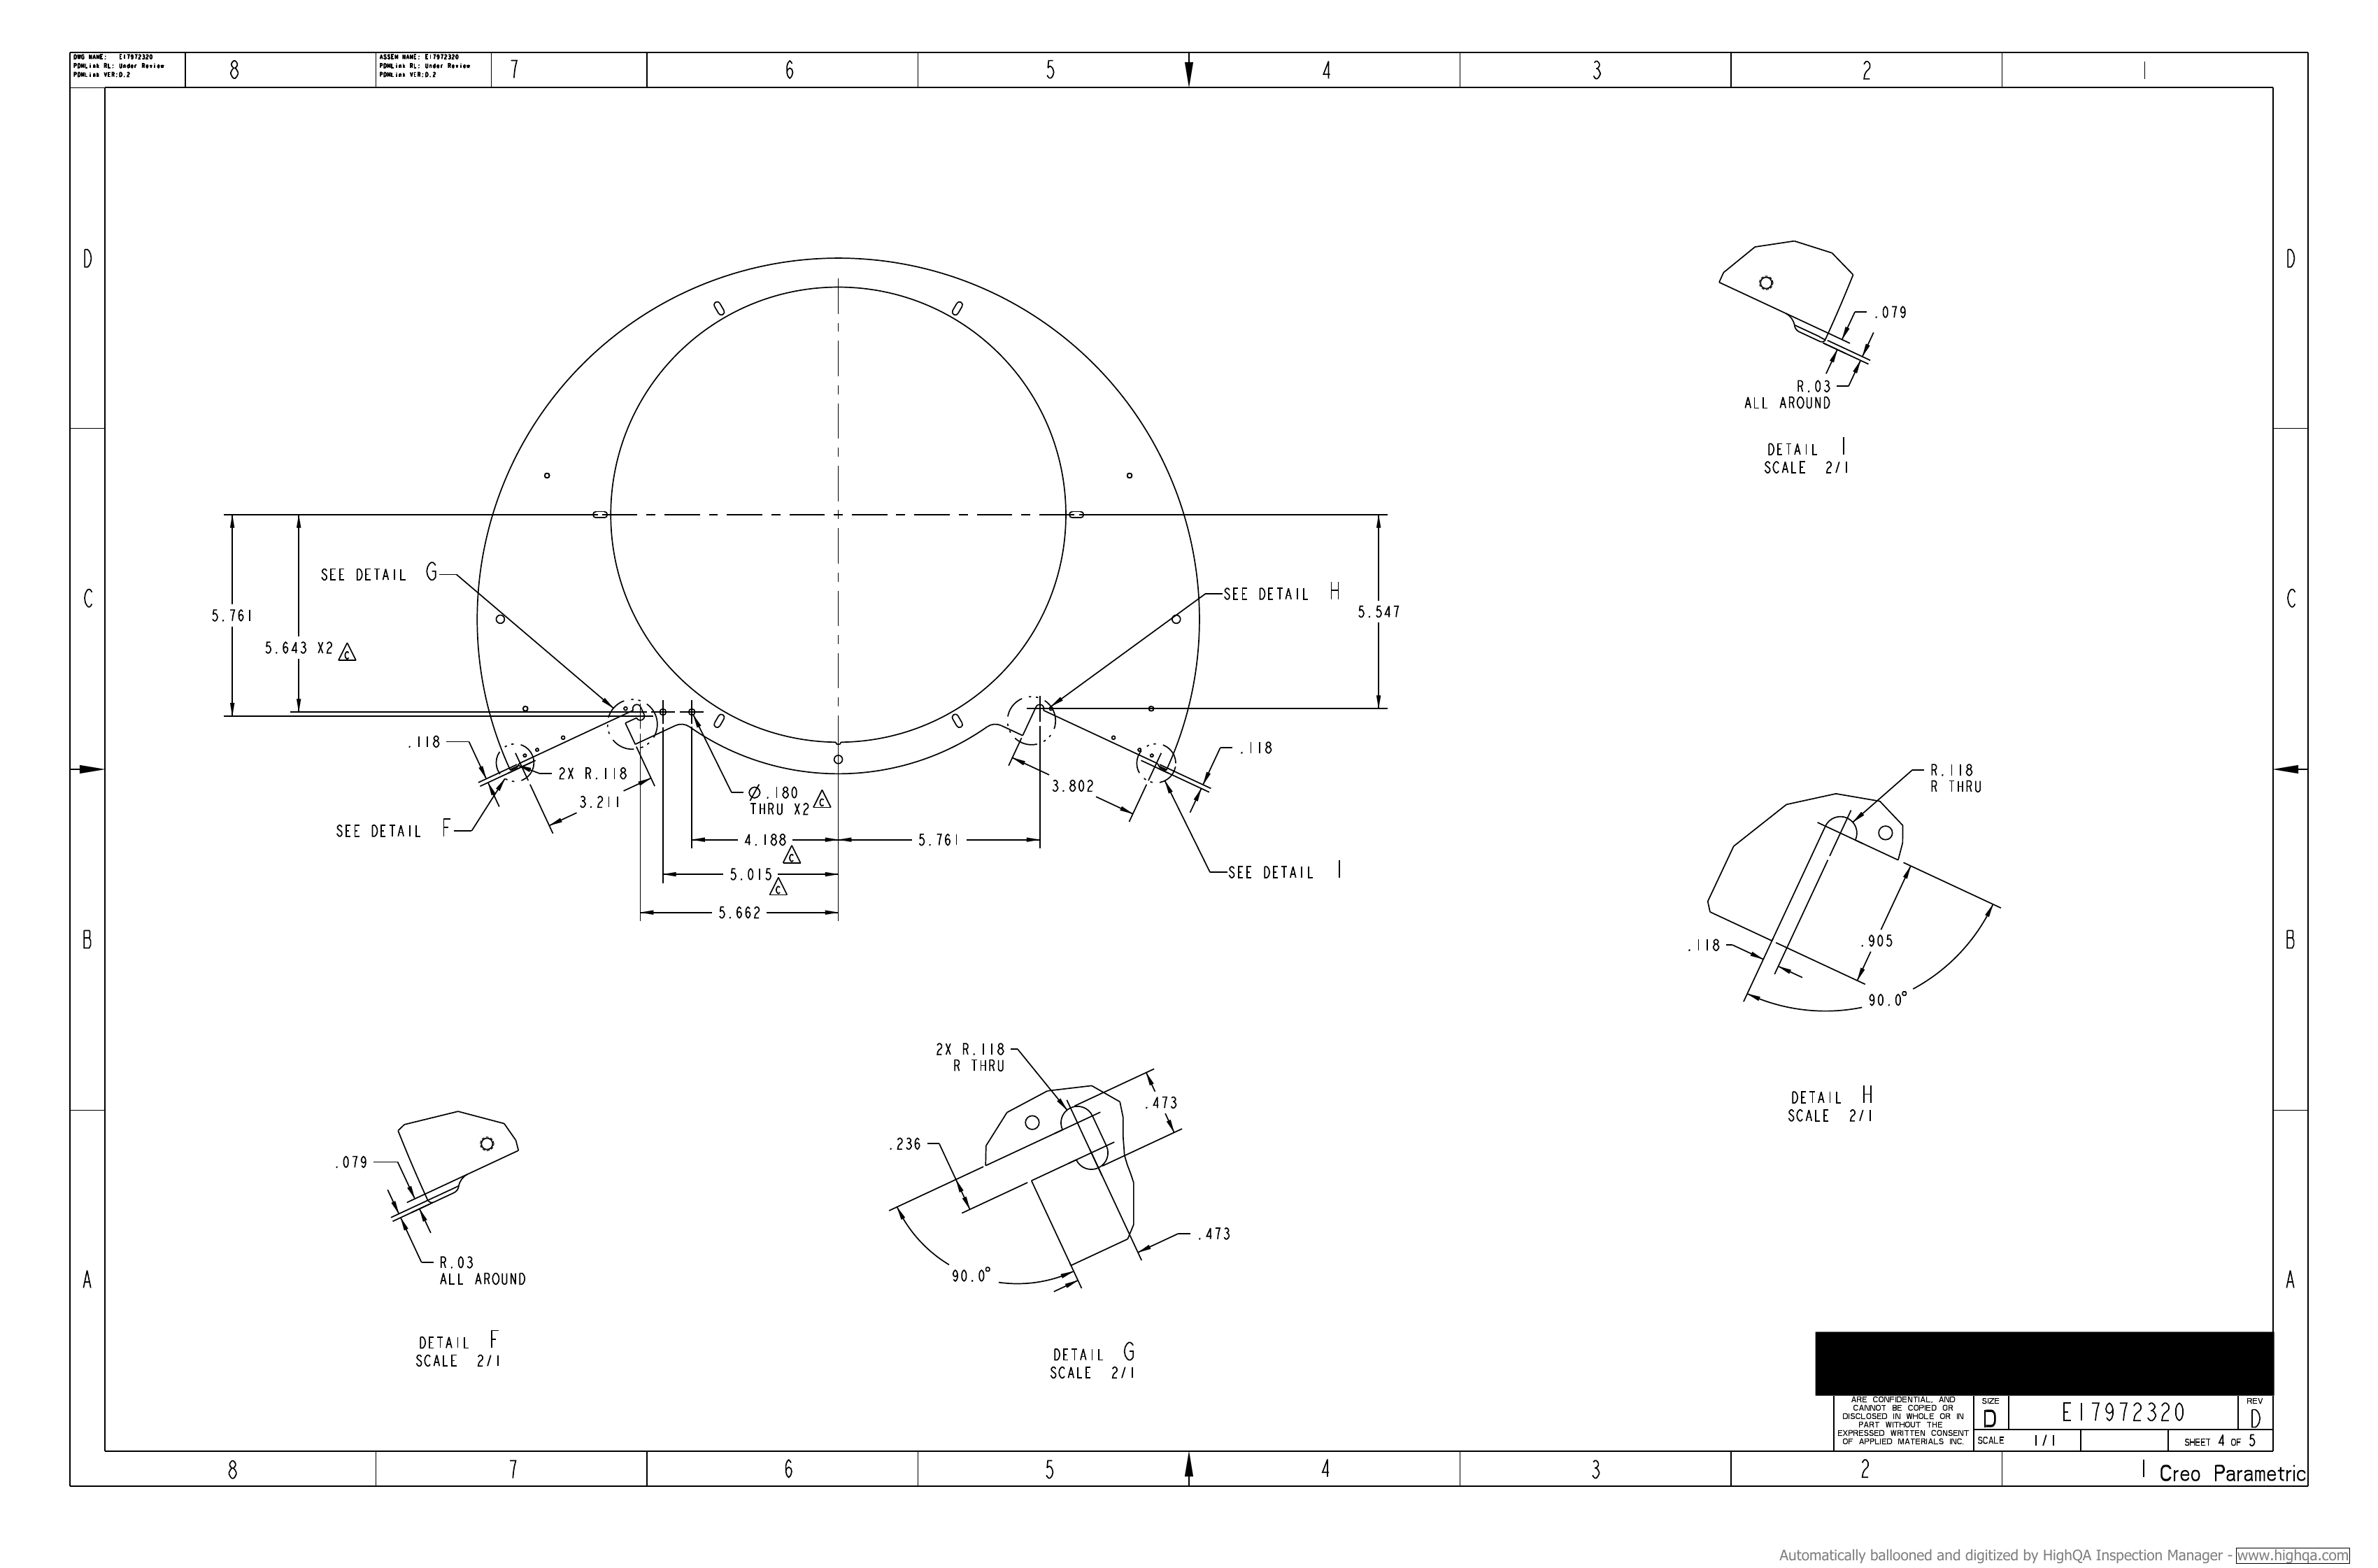 DWG NAME: E17972320
PDMLink RL: Under Review
PDMLink VER:D.2
ASSEM NAME: E17972320
PDMLink RL: Under Review
PDMLink VER:D.2
8
7
6
5
4
3
2
1
D
D
.079
R.03
ALL AROUND
DETAIL I
SCALE 2/1
SEE DETAIL G
SEE DETAIL H
C
C
5.761
5.643 X2 C
5.547
.118
2X R.118
3.211
SEE DETAIL F
Ø.180
THRU X2 C
3.802
.118
4.188
C
5.761
5.015
C
5.662
SEE DETAIL I
R.118
R THRU
.905
.118
90.0°
DETAIL H
SCALE 2/1
B
B
2X R.118
R THRU
.473
.236
.473
90.0°
DETAIL G
SCALE 2/1
.079
R.03
ALL AROUND
DETAIL F
SCALE 2/1
A
A
ARE CONFIDENTIAL, AND
CANNOT BE COPIED OR
DISCLOSED IN WHOLE OR IN
PART WITHOUT THE
EXPRESSED WRITTEN CONSENT
OF APPLIED MATERIALS INC.
SIZE
D
E17972320
REV
D
SCALE 1/1
SHEET 4 OF 5
8
7
6
5
4
3
2
1
Creo Parametric
Automatically ballooned and digitized by HighQA Inspection Manager - www.highqa.com